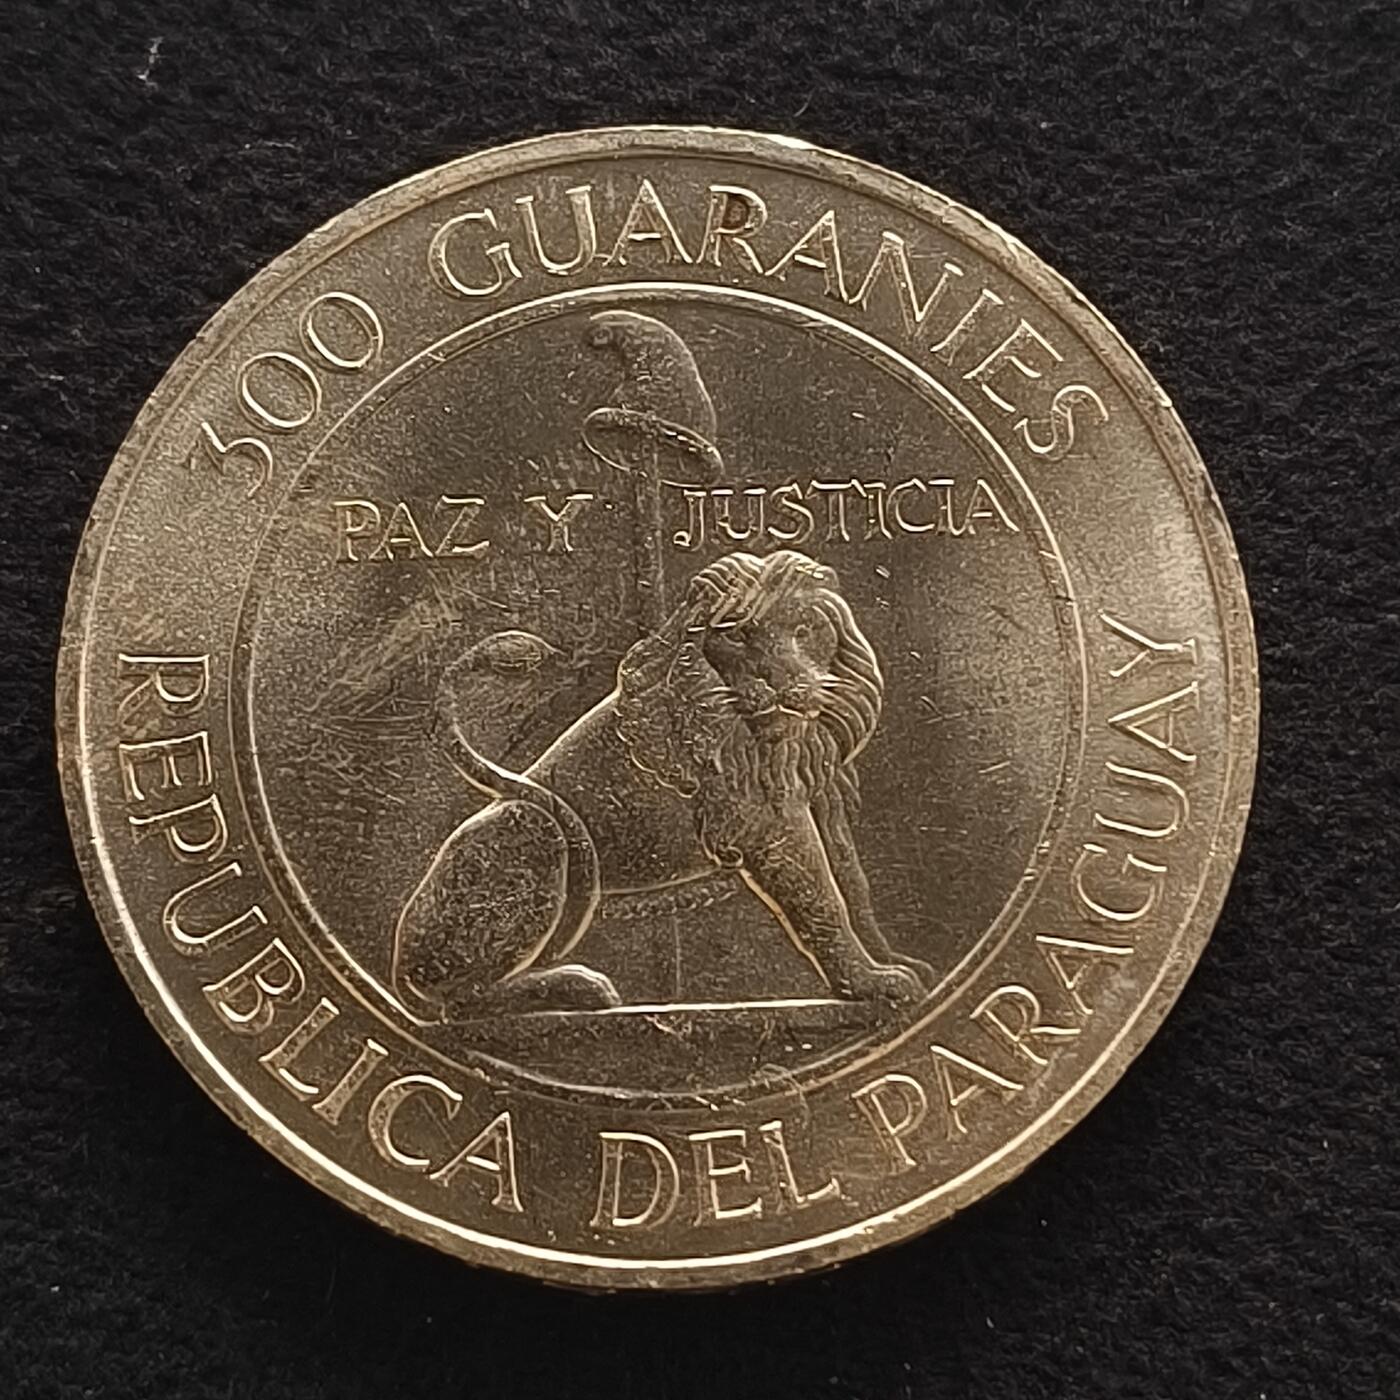 300 GUARANIES
PAZ Y JUSTICIA
REPUBLICA DEL PARAGUAY